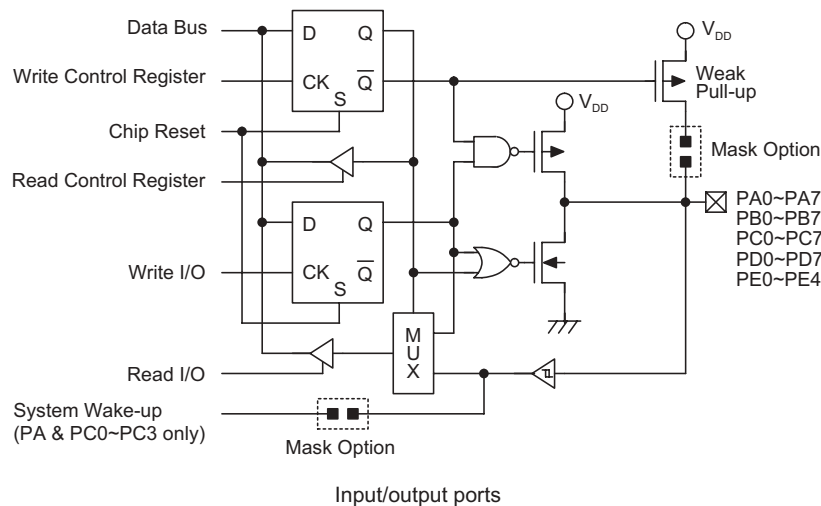 Data Bus
Write Control Register
Chip Reset
Read Control Register
Write I/O
Read I/O
System Wake-up
(PA & PC0~PC3 only)
D Q
CK Q
S
D Q
CK Q
S
M
U
X
Mask Option
VDD
VDD
Weak
Pull-up
Mask Option
PA0~PA7
PB0~PB7
PC0~PC7
PD0~PD7
PE0~PE4
Input/output ports